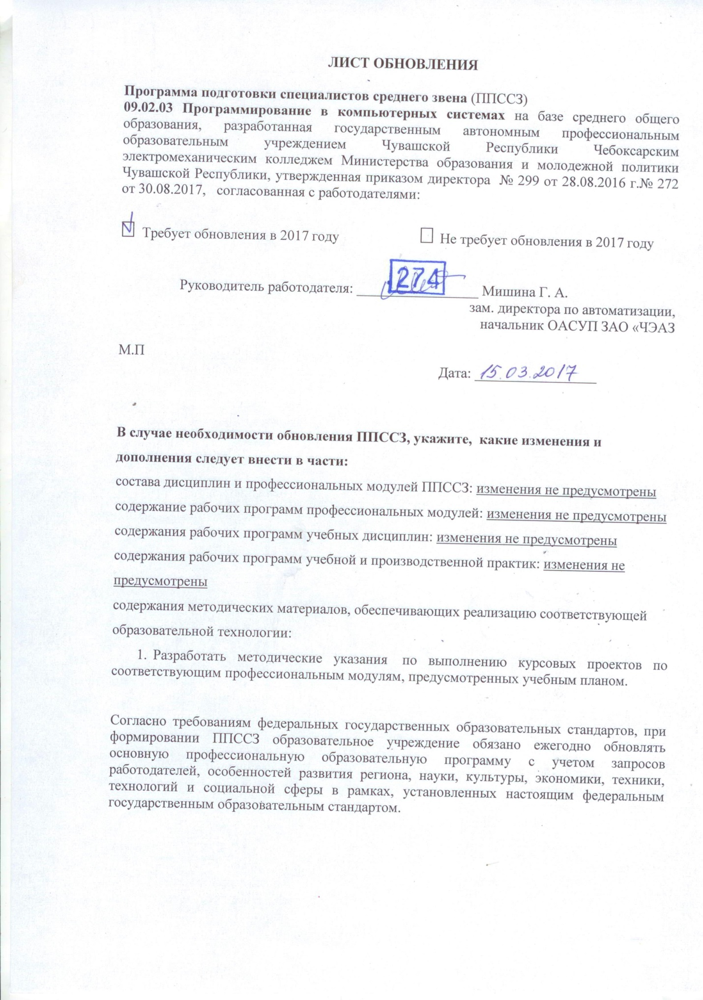 ЛИСТ ОБНОВЛЕНИЯ
Программа подготовки специалистов среднего звена (ППССЗ)
09.02.03 Программирование в компьютерных системах на базе среднего общего
образования, разработанная государственным автономным профессиональным
образовательным учреждением Чувашской Республики Чебоксарским
электромеханическим колледжем Министерства образования и молодежной политики
Чувашской Республики, утвержденная приказом директора № 299 от 28.08.2016 г.№ 272
от 30.08.2017, согласованная с работодателями:
Требует обновления в 2017 году Не требует обновления в 2017 году
274
Руководитель работодателя: __________________ Мишина Г. А.
зам. директора по автоматизации,
начальник ОАСУП ЗАО «ЧЭАЗ
М.П
Дата: 15.03.2017
В случае необходимости обновления ППССЗ, укажите, какие изменения и
дополнения следует внести в части:
состава дисциплин и профессиональных модулей ППССЗ: изменения не предусмотрены
содержание рабочих программ профессиональных модулей: изменения не предусмотрены
содержания рабочих программ учебных дисциплин: изменения не предусмотрены
содержания рабочих программ учебной и производственной практик: изменения не
предусмотрены
содержания методических материалов, обеспечивающих реализацию соответствующей
образовательной технологии:
1. Разработать методические указания по выполнению курсовых проектов по
соответствующим профессиональным модулям, предусмотренных учебным планом.
Согласно требованиям федеральных государственных образовательных стандартов, при
формировании ППССЗ образовательное учреждение обязано ежегодно обновлять
основную профессиональную образовательную программу с учетом запросов
работодателей, особенностей развития региона, науки, культуры, экономики, техники,
технологий и социальной сферы в рамках, установленных настоящим федеральным
государственным образовательным стандартом.